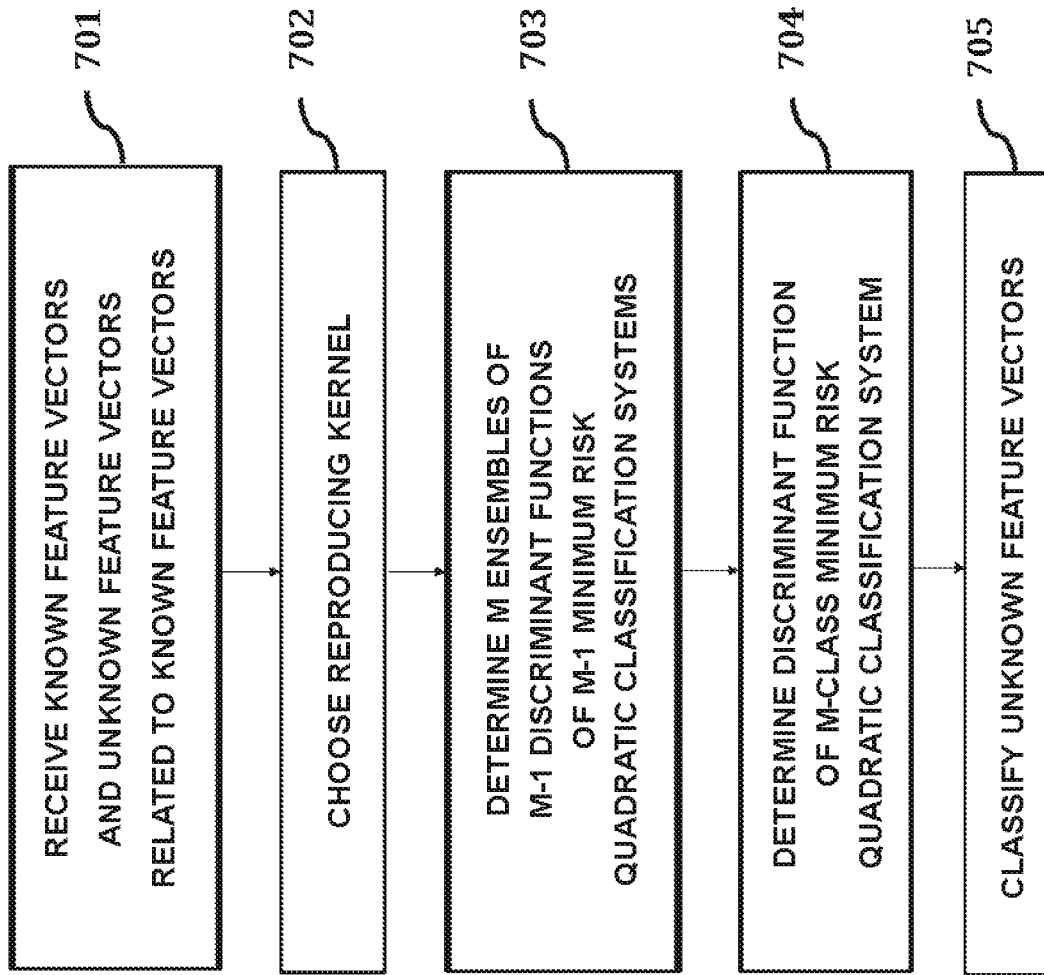 RECEIVE KNOWN FEATURE VECTORS
AND UNKNOWN FEATURE VECTORS
RELATED TO KNOWN FEATURE VECTORS
701
CHOOSE REPRODUCING KERNEL
702
DETERMINE M ENSEMBLES OF
M-1 DISCRIMINANT FUNCTIONS
OF M-1 MINIMUM RISK
QUADRATIC CLASSIFICATION SYSTEMS
703
DETERMINE DISCRIMINANT FUNCTION
OF M-CLASS MINIMUM RISK
QUADRATIC CLASSIFICATION SYSTEM
704
CLASSIFY UNKNOWN FEATURE VECTORS
705